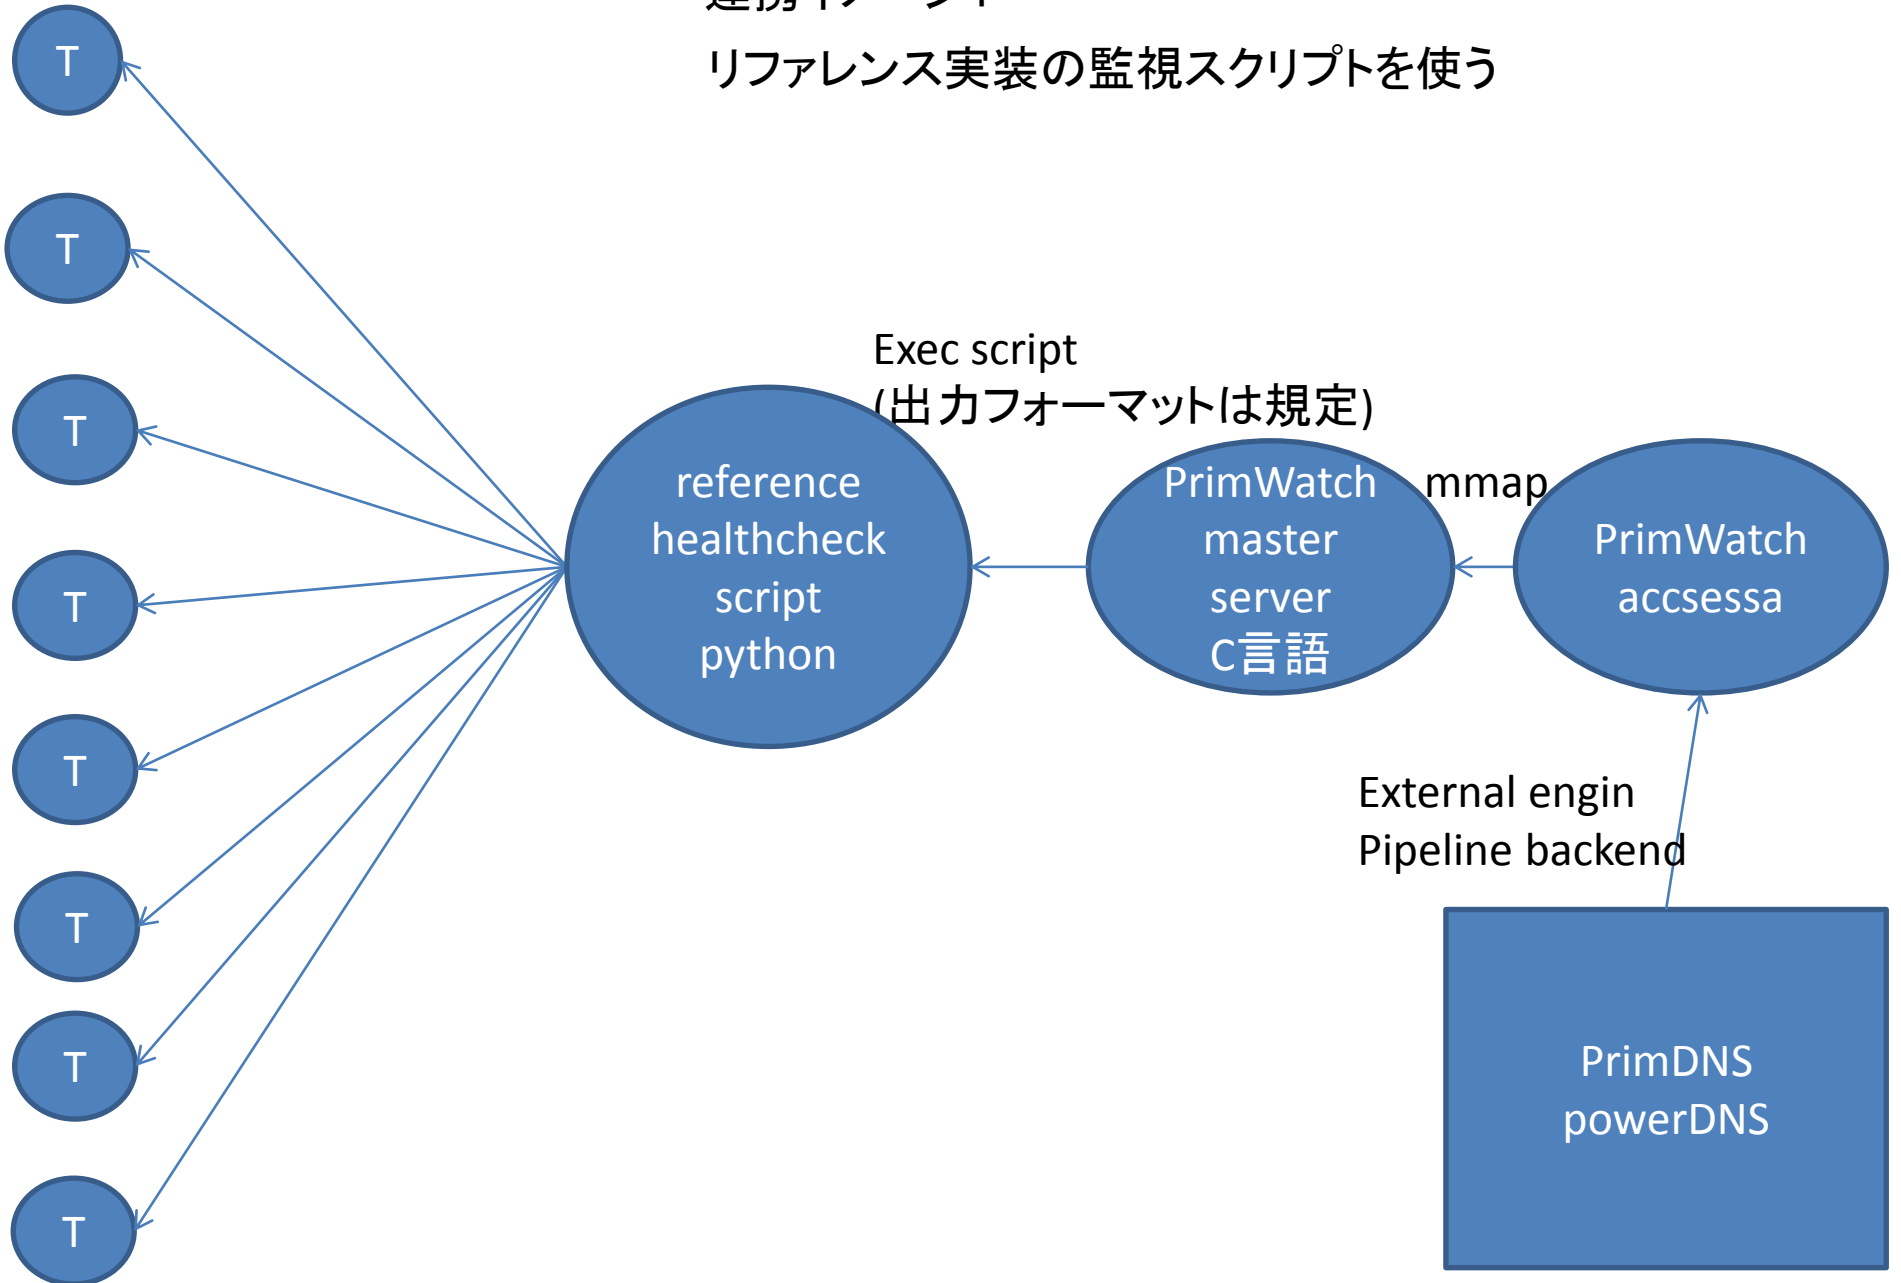 リファレンス実装の監視スクリプトを使う
T
T
T
T
T
T
T
T
Exec script
(出力フォーマットは規定)
reference
healthcheck
script
python
PrimWatch
master
server
C言語
mmap
PrimWatch
accsessa
External engin
Pipeline backend
PrimDNS
powerDNS